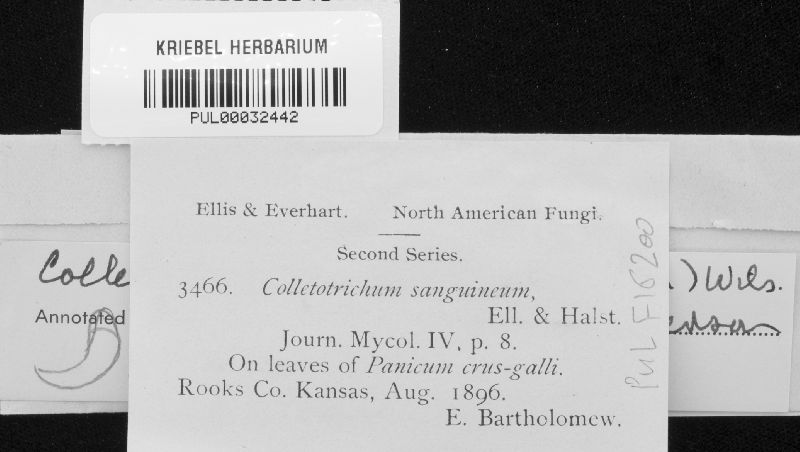 KRIEBEL HERBARIUM
PUL00032442
Ellis & Everhart. North American Fungi.
Second Series.
3466. Colletotrichum sanguineum,
Ell. & Halst.
Journ. Mycol. IV, p. 8.
On leaves of Panicum crus-galli.
Rooks Co. Kansas, Aug. 1896.
E. Bartholomew.
PUL F16200
Colle
) Wils.
Annotated